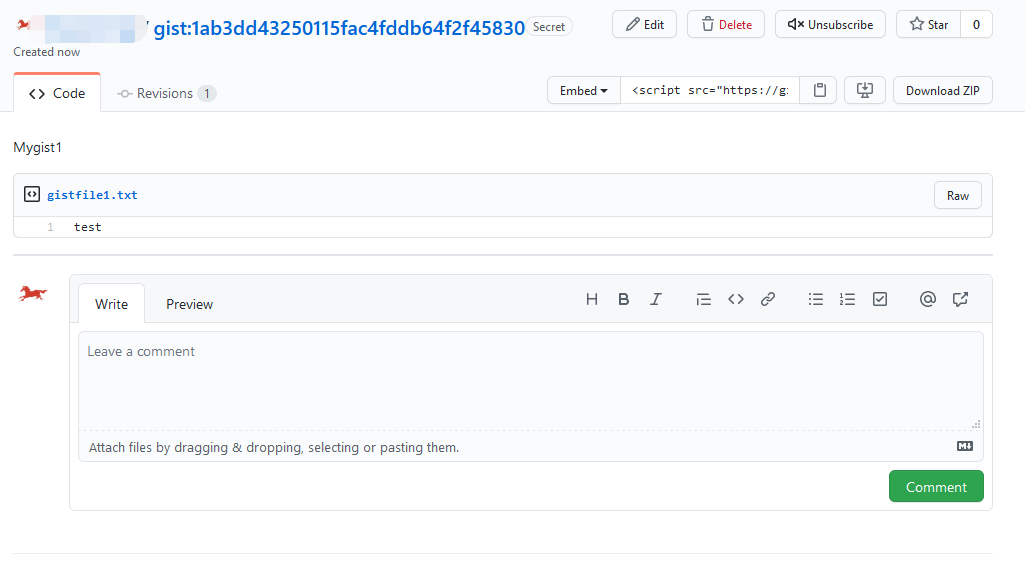 / gist:1ab3dd43250115fac4fddb64f2f45830 Secret Edit Delete Unsubscribe Star 0
Created now
Code Revisions 1 Embed <script src="https://gi Download ZIP
Mygist1
gistfile1.txt Raw
1 test
Write Preview H B I
Leave a comment
Attach files by dragging & dropping, selecting or pasting them.
Comment